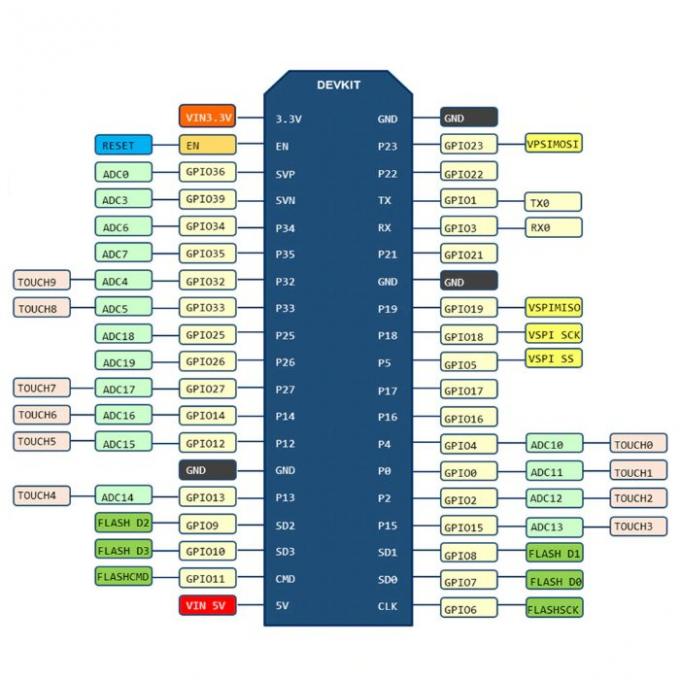 DEVKIT
VIN3.3V 3.3V GND GND
RESET EN EN P23 GPIO23 VPSIMOSI
ADC0 GPIO36 SVP P22 GPIO22
ADC3 GPIO39 SVN TX GPIO1 TX0
ADC6 GPIO34 P34 RX GPIO3 RX0
ADC7 GPIO35 P35 P21 GPIO21
TOUCH9 ADC4 GPIO32 P32 GND GND
TOUCH8 ADC5 GPIO33 P33 P19 GPIO19 VSPIMISO
ADC18 GPIO25 P25 P18 GPIO18 VSPI SCK
ADC19 GPIO26 P26 P5 GPIO5 VSPI SS
TOUCH7 ADC17 GPIO27 P27 P17 GPIO17
TOUCH6 ADC16 GPIO14 P14 P16 GPIO16
TOUCH5 ADC15 GPIO12 P12 P4 GPIO4 ADC10 TOUCH0
GND GND P0 GPIO0 ADC11 TOUCH1
TOUCH4 ADC14 GPIO13 P13 P2 GPIO2 ADC12 TOUCH2
FLASH D2 GPIO9 SD2 P15 GPIO15 ADC13 TOUCH3
FLASH D3 GPIO10 SD3 SD1 GPIO8 FLASH D1
FLASHCMD GPIO11 CMD SD0 GPIO7 FLASH D0
VIN 5V 5V CLK GPIO6 FLASHSCK